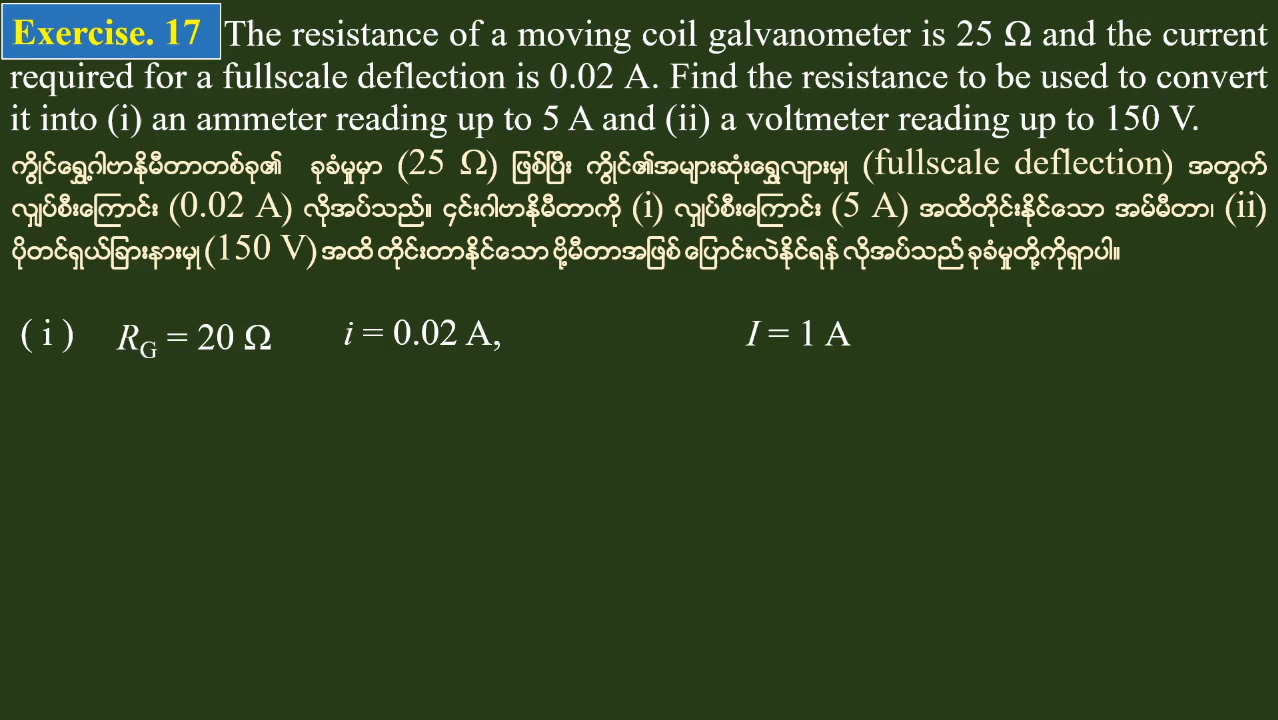 Exercise. 17 The resistance of a moving coil galvanometer is 25 Ω and the current
required for a fullscale deflection is 0.02 A. Find the resistance to be used to convert
it into (i) an ammeter reading up to 5 A and (ii) a voltmeter reading up to 150 V.
ကွိုင်ရွှေ့ဂါဗာနိုမီတာတစ်ခု၏ ခုခံမှုမှာ (25 Ω) ဖြစ်ပြီး ကွိုင်၏အများဆုံးရွှေ့လျားမှု (fullscale deflection) အတွက်
လျှပ်စီးကြောင်း (0.02 A) လိုအပ်သည်။ ၄င်းဂါဗာနိုမီတာကို (i) လျှပ်စီးကြောင်း (5 A) အထိတိုင်းနိုင်သော အမ်မီတာ၊ (ii)
ပိုတင်ရှယ်ခြားနားမှု (150 V) အထိ တိုင်းတာနိုင်သော ဗို့မီတာအဖြစ် ပြောင်းလဲနိုင်ရန် လိုအပ်သည် ခုခံမှုတို့ကိုရှာပါ။
( i ) R_G = 20 Ω i = 0.02 A, I = 1 A